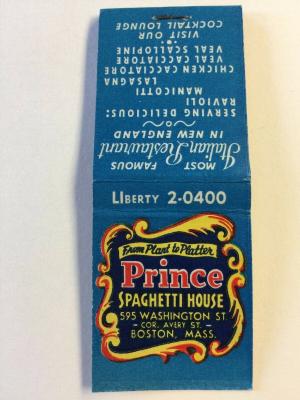 MOST
FAMOUS
Italian Restaurant
IN NEW ENGLAND
SERVING DELICIOUS:
RAVIOLI
MANICOTTI
LASAGNA
CHICKEN CACCIATORE
VEAL CACCIATORE
VEAL SCALLOPINE
VISIT OUR
COCKTAIL LOUNGE
LIBERTY 2-0400
From Plant to Platter
Prince
SPAGHETTI HOUSE
595 WASHINGTON ST.
- COR. AVERY ST. -
BOSTON, MASS.